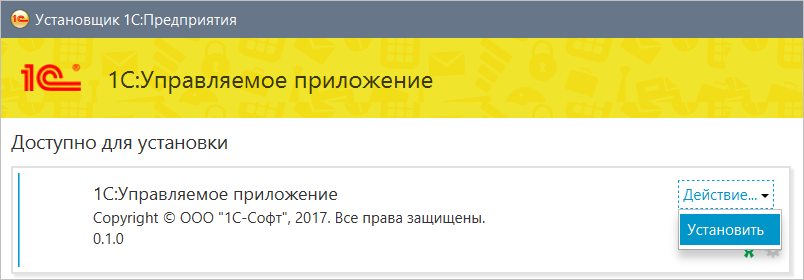 Установщик 1С:Предприятия
1С 1С:Управляемое приложение
Доступно для установки
1С:Управляемое приложение
Действие...
Copyright © ООО "1С-Софт", 2017. Все права защищены.
Установить
0.1.0